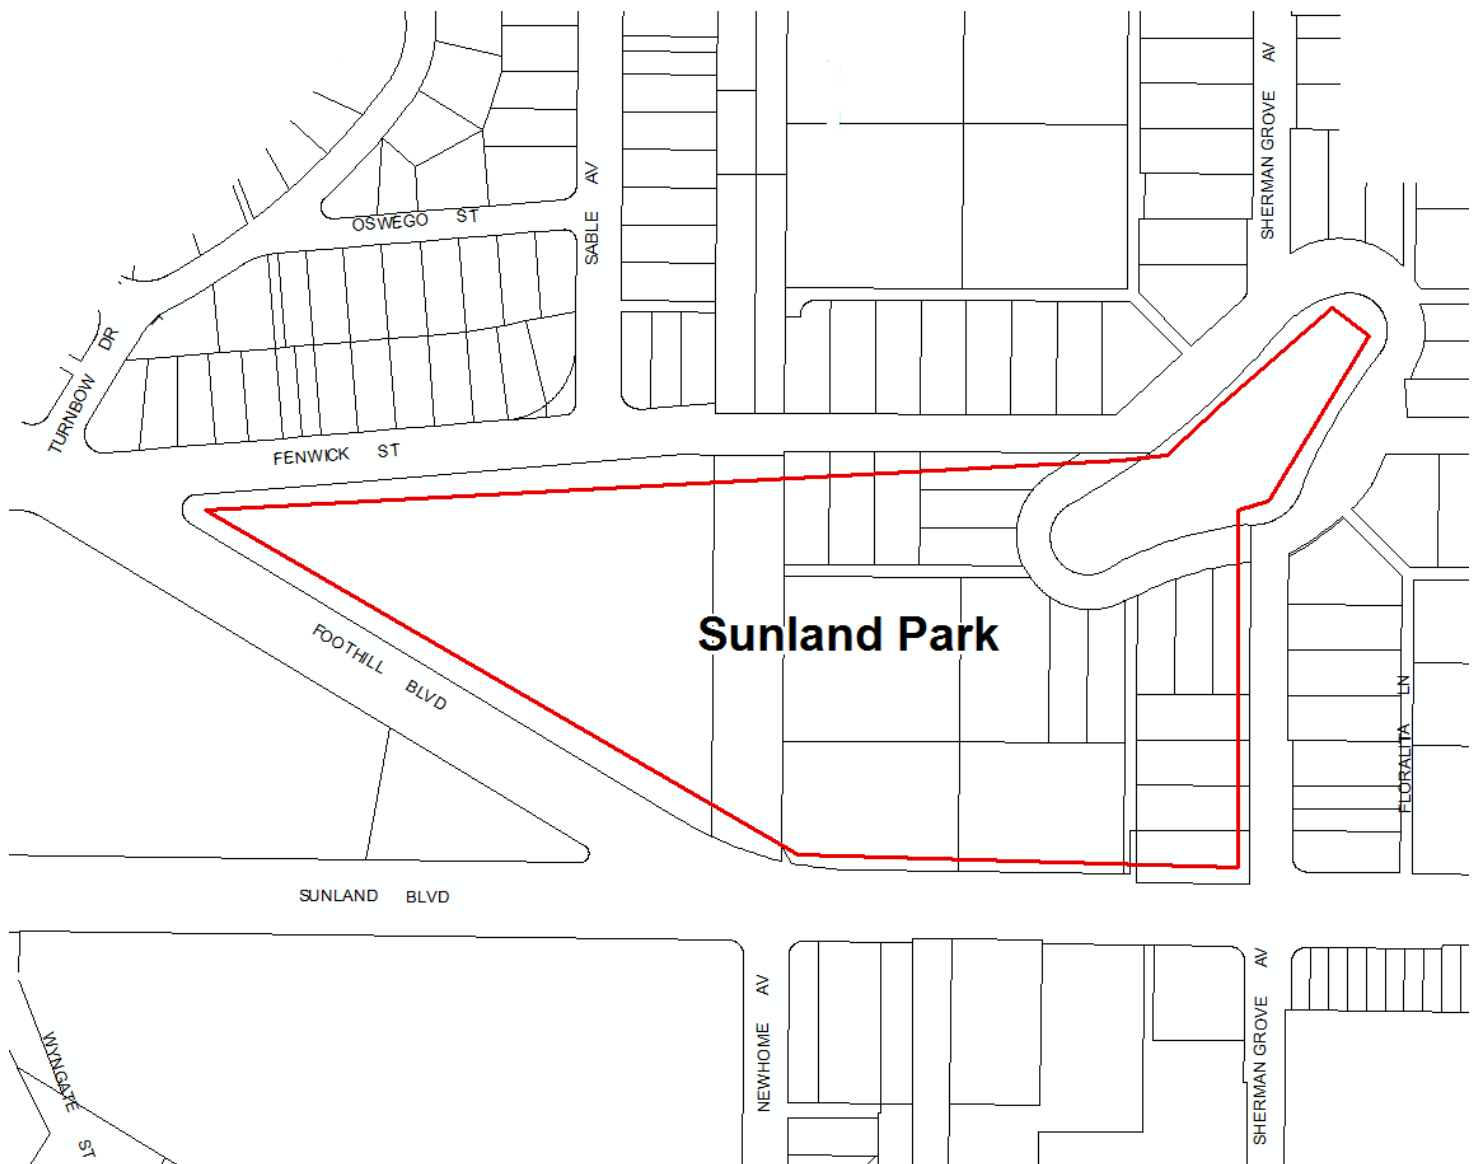 SHERMAN GROVE AV
SABLE AV
OSWEGO ST
TURNBOW DR
FENWICK ST
Sunland Park
FOOTHILL BLVD
FLORALITA LN
SUNLAND BLVD
NEWHOME AV
SHERMAN GROVE AV
WYNGATE ST